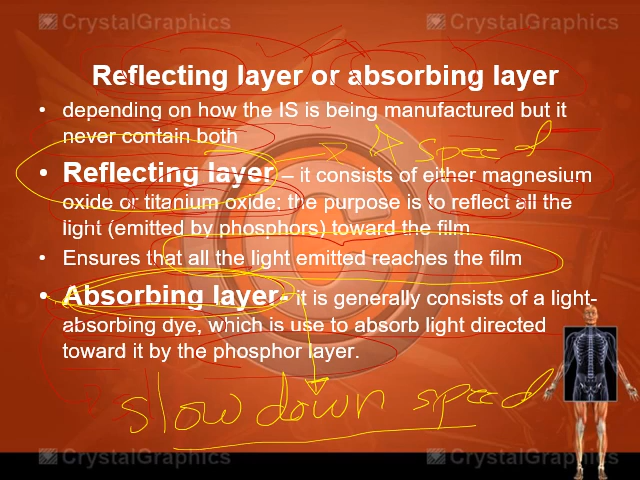 CrystalGraphics CrystalGraphics
Reflecting layer or absorbing layer
• depending on how the IS is being manufactured but it
never contain both
→ ↑ speed
• Reflecting layer – it consists of either magnesium
oxide or titanium oxide; the purpose is to reflect all the
light (emitted by phosphors) toward the film.
• Ensures that all the light emitted reaches the film
• Absorbing layer- it is generally consists of a light-
absorbing dye, which is use to absorb light directed
toward it by the phosphor layer.
slow down speed
CrystalGraphics CrystalGraphics